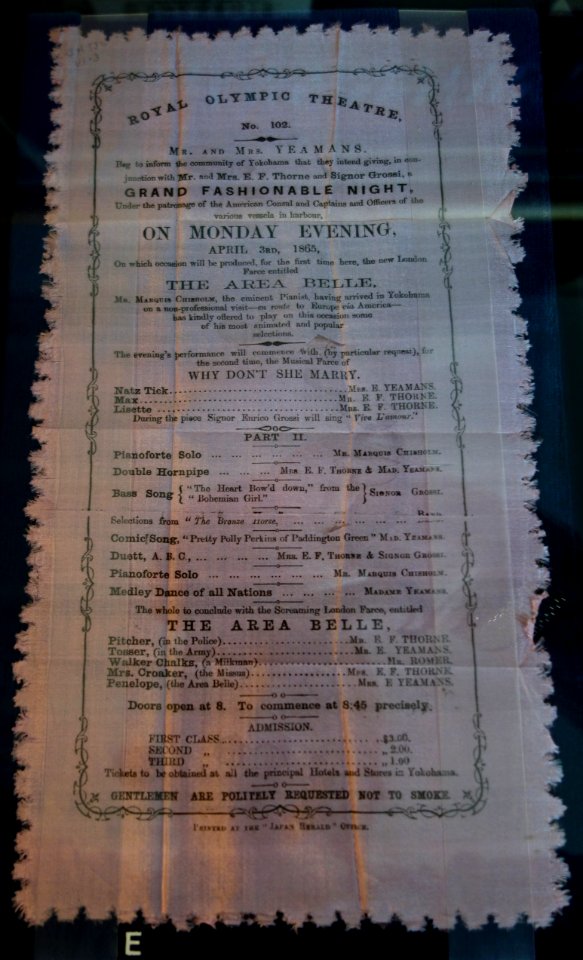 ROYAL OLYMPIC THEATRE,
No. 102.
MR. AND MRS. YEAMANS.
Beg to inform the community of Yokohama that they intend giving, in con-
junction with Mr. and Mrs. E. F. Thorne and Signor Grossi, a
GRAND FASHIONABLE NIGHT,
Under the patronage of the American Consul and Captains and Officers of the
various vessels in harbour,
ON MONDAY EVENING,
APRIL 3RD, 1865,
On which occasion will be produced, for the first time here, the new London
Farce entitled
THE AREA BELLE,
MR. MARQUIS CHISHOLM, the eminent Pianist, having arrived in Yokohama
on a non-professional visit—en route to Europe via America—
has kindly offered to play on this occasion some
of his most animated and popular
selections.
The evening's performance will commence with, (by particular request), for
the second time, the Musical Farce of
WHY DON'T SHE MARRY.
Natz Tick............MRS. E. YEAMANS.
Max............MR. E. F. THORNE.
Lisette............MRS. E. F. THORNE.
During the piece Signor Enrico Grossi will sing "Vive L'amour."
PART II.
Pianoforte Solo ... ... ... ... MR. MARQUIS CHISHOLM.
Double Hornpipe ... ... ... MRS E. F. THORNE & MAD. YEAMANS.
Bass Song { "The Heart Bow'd down," from the "Bohemian Girl." } SIGNOR GROSSI.
Selections from "The Bronze Horse, ... ... ... ... ... BAND.
Comic Song, "Pretty Polly Perkins of Paddington Green" MAD. YEAMANS.
Duett, A. B. C., ... ... ... MRS. E. F. THORNE & SIGNOR GROSSI.
Pianoforte Solo ... ... ... ... MR. MARQUIS CHISHOLM.
Medley Dance of all Nations ... ... ... ... MADAME YEAMANS.
The whole to conclude with the Screaming London Farce, entitled
THE AREA BELLE,
Pitcher, (in the Police)............MR. E. F. THORNE.
Tosser, (in the Army)............MR. E. YEAMANS.
Walker Chalks, (a Milkman)............MR. ROMER.
Mrs. Croaker, (the Missus)............MRS. E. F. THORNE.
Penelope, (the Area Belle)............MRS. E YEAMANS.
Doors open at 8. To commence at 8:45 precisely.
ADMISSION.
FIRST CLASS............$3.00.
SECOND „ ............„ 2.00.
THIRD „ ............„ 1.00
Tickets to be obtained at all the principal Hotels and Stores in Yokohama.
GENTLEMEN ARE POLITELY REQUESTED NOT TO SMOKE
PRINTED AT THE "JAPAN HERALD" OFFICE.
E